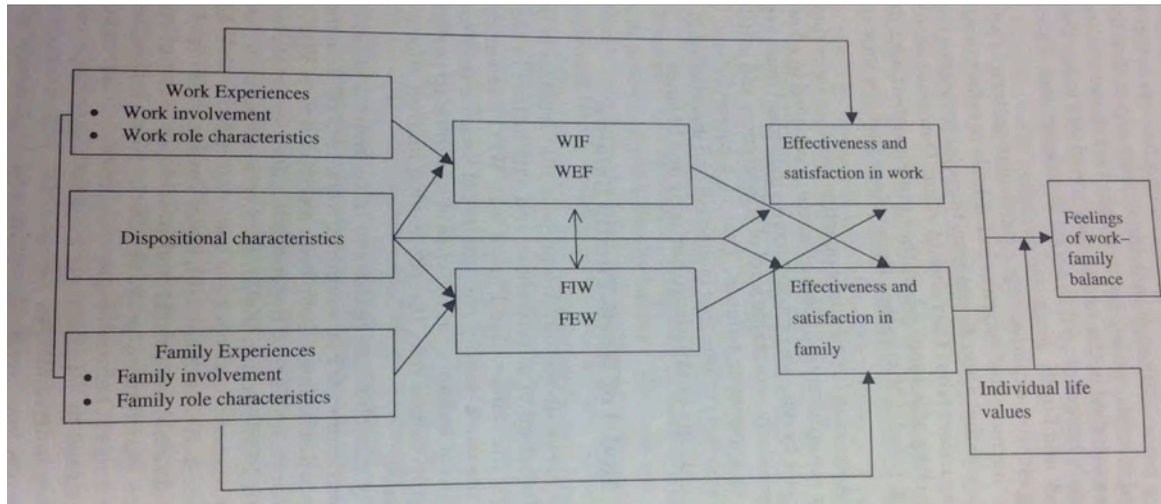 Work Experiences
• Work involvement
• Work role characteristics
Dispositional characteristics
Family Experiences
• Family involvement
• Family role characteristics
WIF
WEF
FIW
FEW
Effectiveness and
satisfaction in work
Effectiveness and
satisfaction in
family
Feelings
of work–
family
balance
Individual life
values